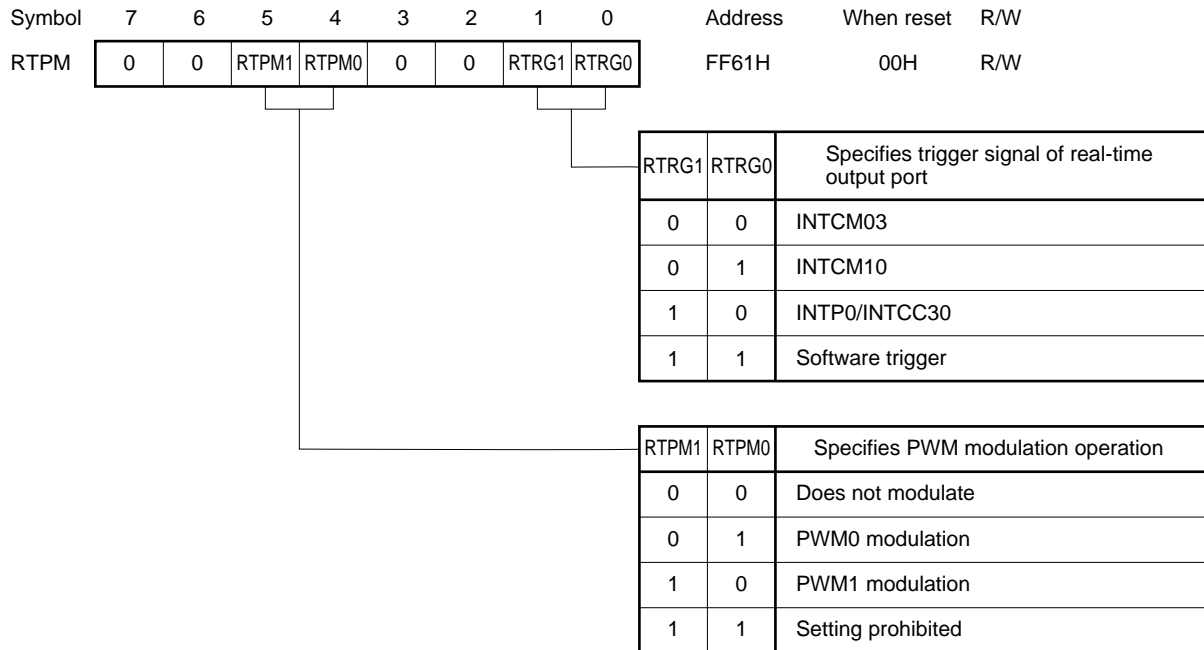 Symbol 7 6 5 4 3 2 1 0 Address When reset R/W
RTPM 0 0 RTPM1 RTPM0 0 0 RTRG1 RTRG0 FF61H 00H R/W
RTRG1 RTRG0 Specifies trigger signal of real-time
output port
0 0 INTCM03
0 1 INTCM10
1 0 INTP0/INTCC30
1 1 Software trigger
RTPM1 RTPM0 Specifies PWM modulation operation
0 0 Does not modulate
0 1 PWM0 modulation
1 0 PWM1 modulation
1 1 Setting prohibited